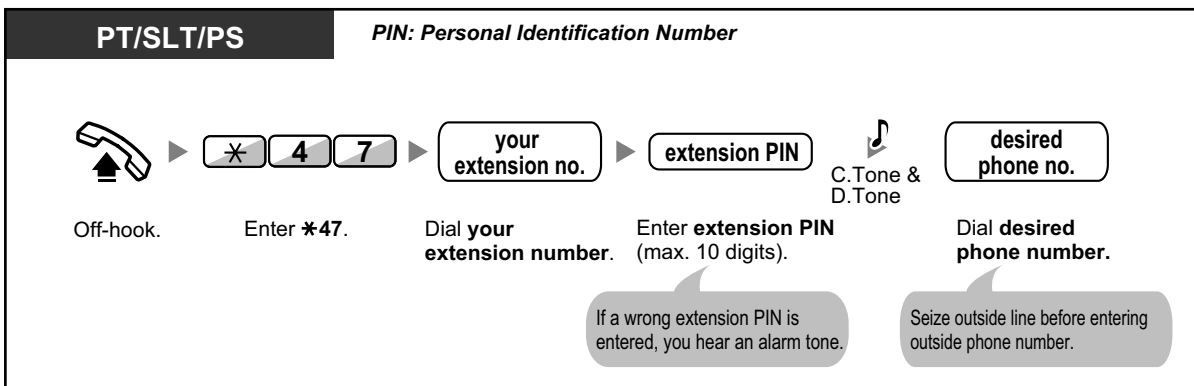 PT/SLT/PS
PIN: Personal Identification Number
* 4 7
your
extension no.
extension PIN
C.Tone &
D.Tone
desired
phone no.
Off-hook.
Enter *47.
Dial your
extension number.
Enter extension PIN
(max. 10 digits).
Dial desired
phone number.
If a wrong extension PIN is
entered, you hear an alarm tone.
Seize outside line before entering
outside phone number.